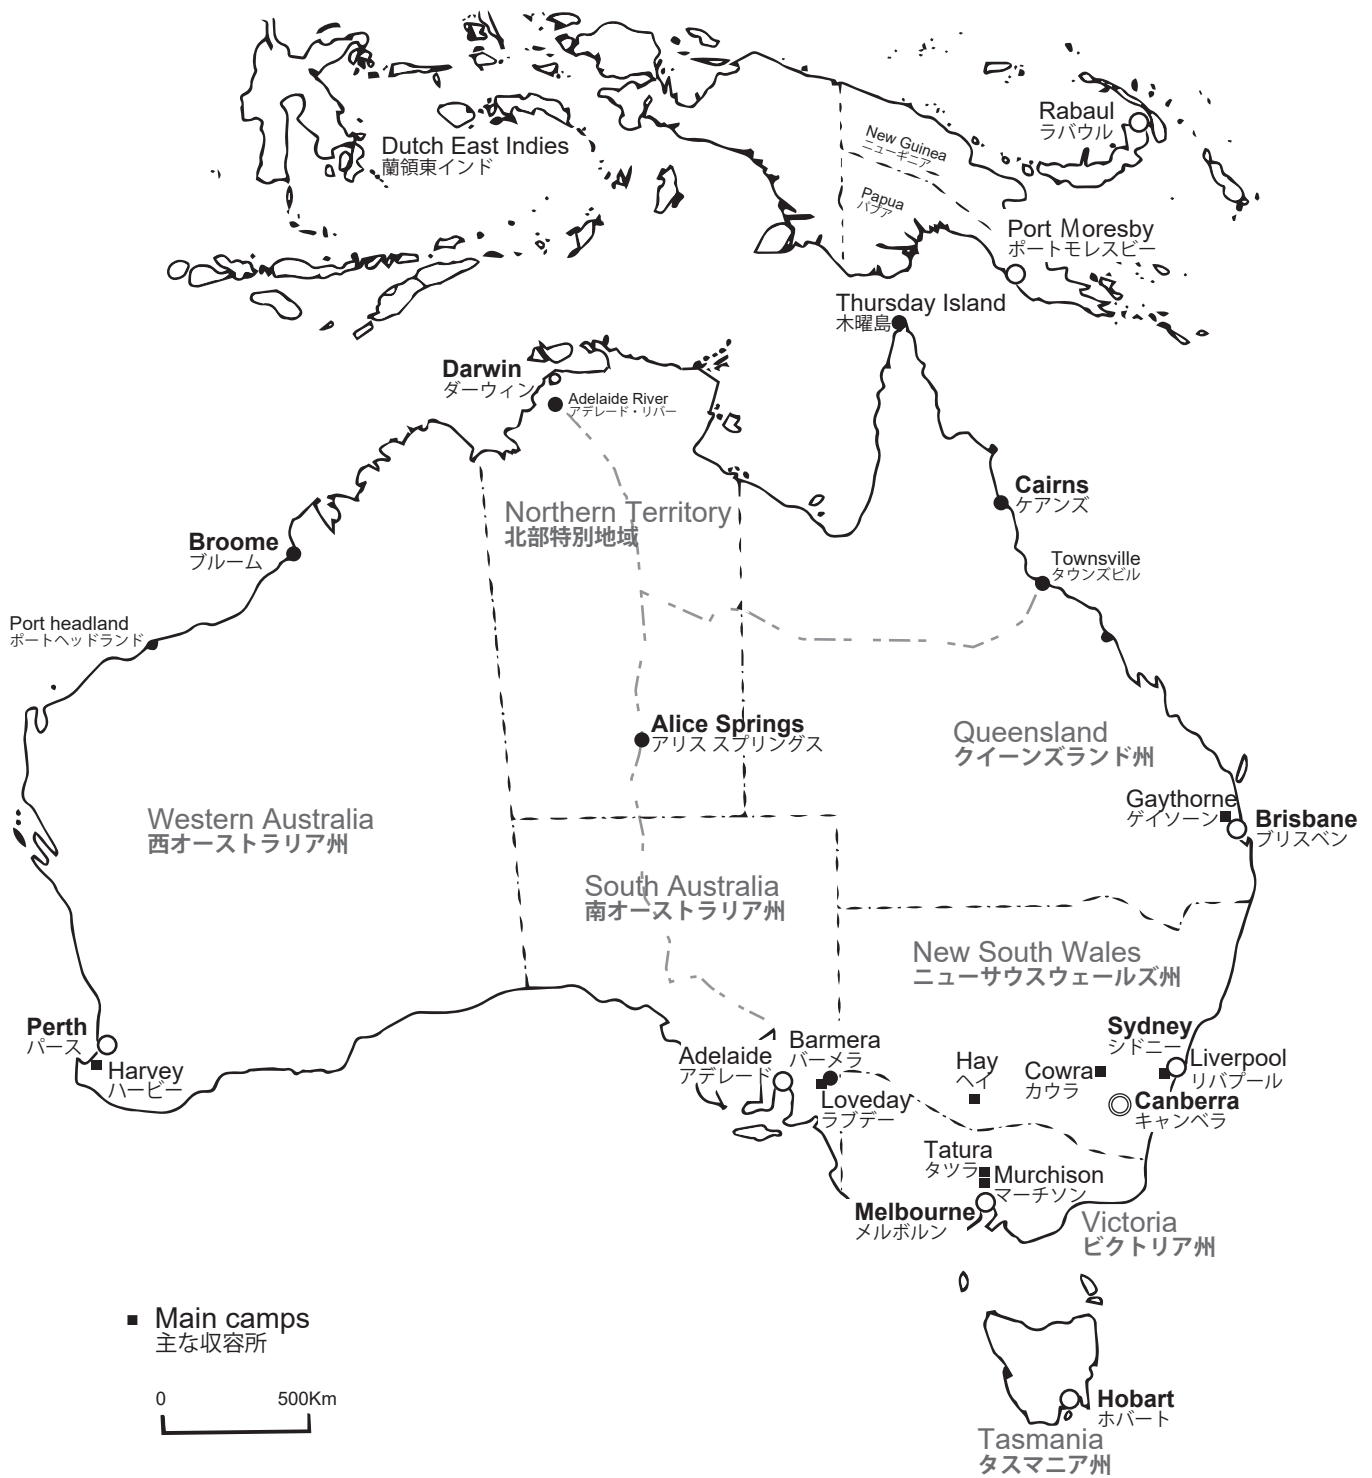 Rabaul
ラバウル
New Guinea
ニューギニア
Dutch East Indies
蘭領東インド
Papua
パプア
Port Moresby
ポートモレスビー
Thursday Island
木曜島
Darwin
ダーウィン
Adelaide River
アデレード・リバー
Cairns
ケアンズ
Northern Territory
北部特別地域
Broome
ブルーム
Townsville
タウンズビル
Port headland
ポートヘッドランド
Alice Springs
アリス スプリングス
Queensland
クイーンズランド州
Gaythorne
ゲイソーン
Brisbane
ブリスベン
Western Australia
西オーストラリア州
South Australia
南オーストラリア州
New South Wales
ニューサウスウェールズ州
Perth
パース
Harvey
ハービー
Adelaide
アデレード
Barmera
バーメラ
Loveday
ラブデー
Hay
ヘイ
Cowra
カウラ
Sydney
シドニー
Liverpool
リバプール
Canberra
キャンベラ
Tatura
タツラ
Murchison
マーチソン
Melbourne
メルボルン
Victoria
ビクトリア州
Main camps
主な収容所
0 500Km
Hobart
ホバート
Tasmania
タスマニア州